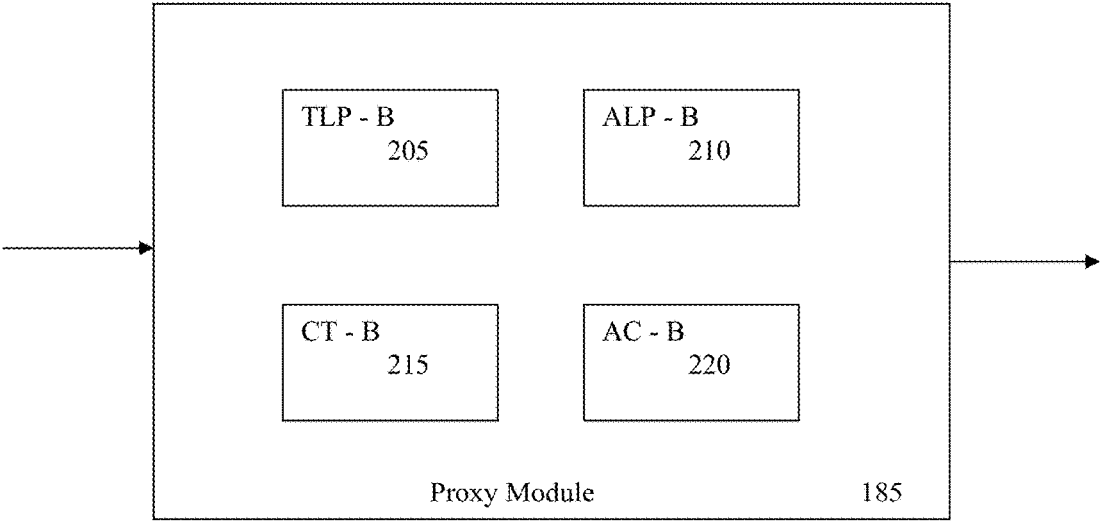 TLP - B
205
ALP - B
210
CT - B
215
AC - B
220
Proxy Module 185